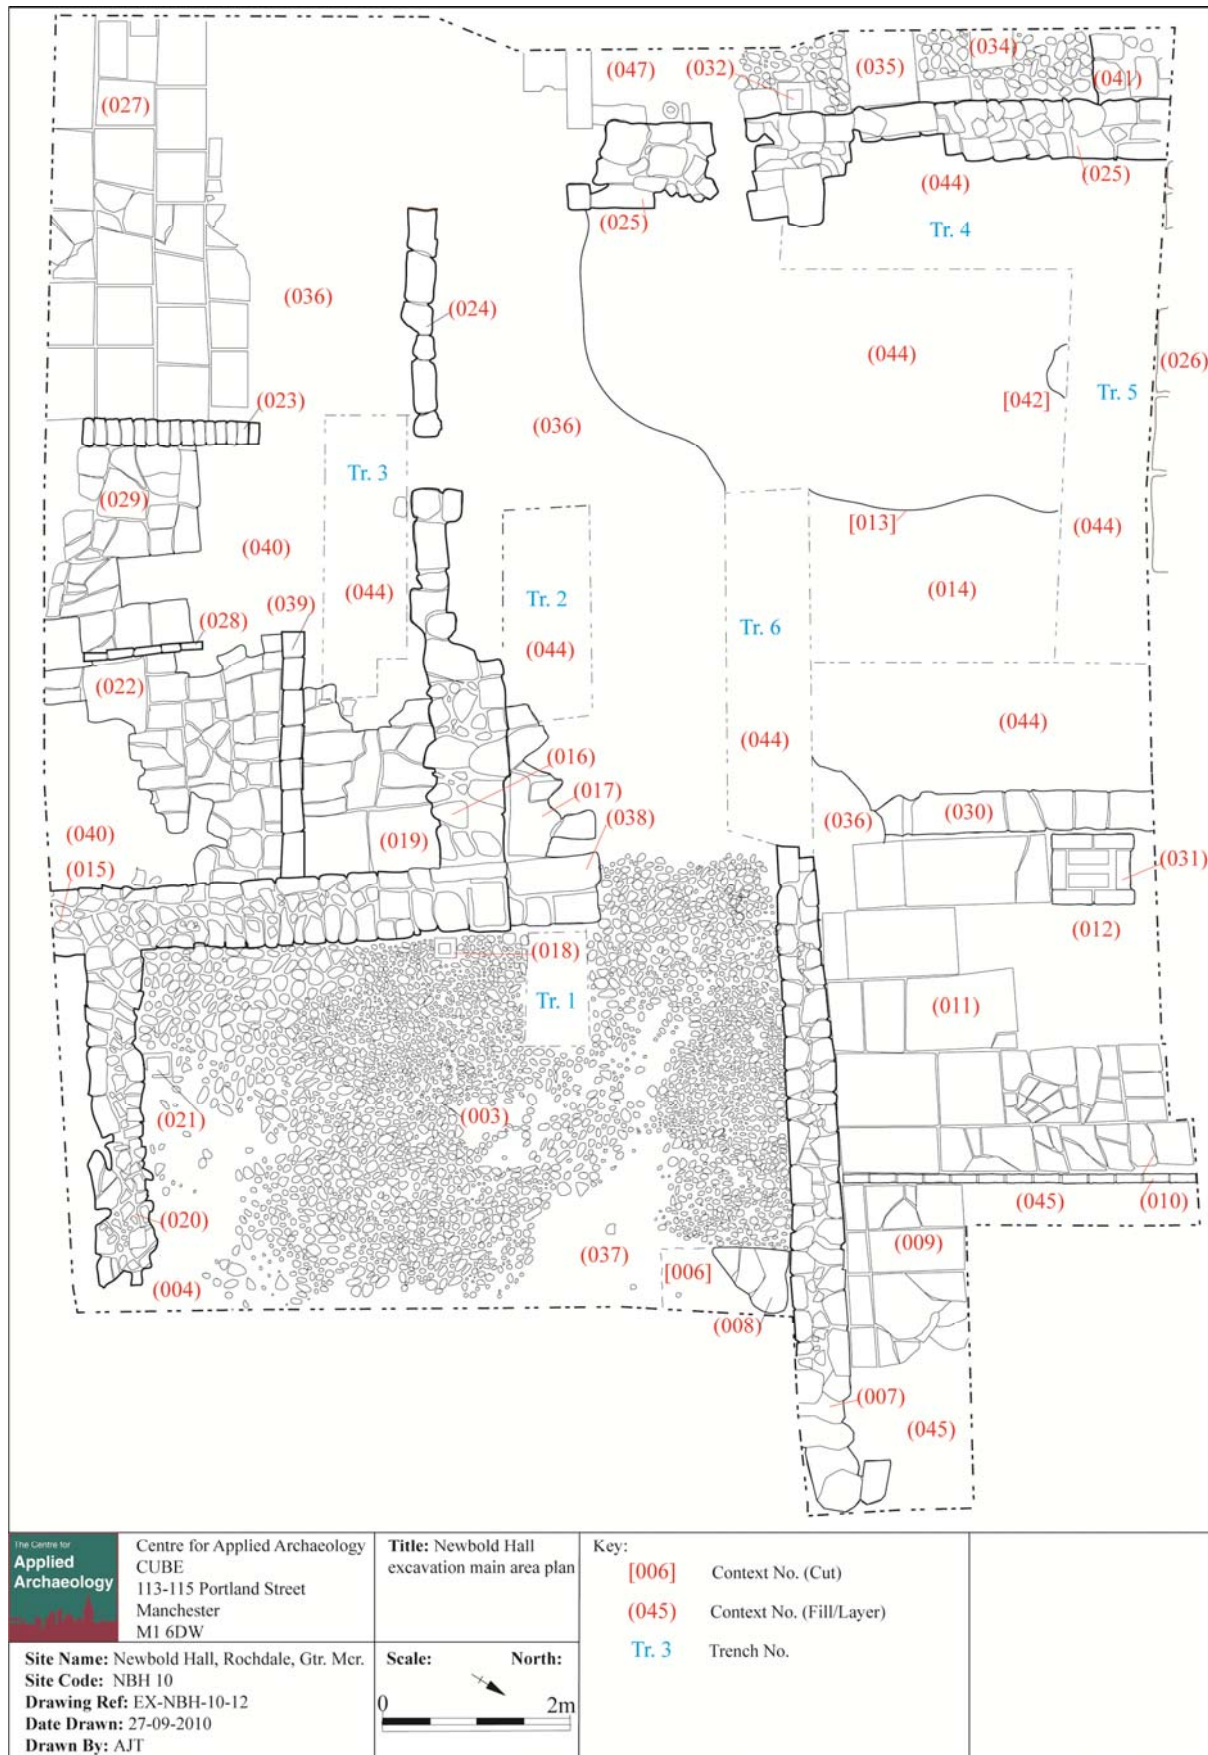 (047)
(032)
(035)
(034)
(041)
(027)
(044)
(025)
(025)
Tr. 4
(036)
(024)
(044)
(026)
[042]
Tr. 5
(023)
(036)
Tr. 3
(029)
[013]
(044)
(040)
(014)
(039)
(044)
Tr. 2
(028)
Tr. 6
(044)
(022)
(044)
(044)
(016)
(017)
(038)
(036)
(030)
(040)
(019)
(031)
(015)
(012)
(018)
Tr. 1
(011)
(021)
(003)
(020)
(045)
(010)
(009)
(037)
[006]
(004)
(008)
(007)
(045)
The Centre for
Applied
Archaeology
Centre for Applied Archaeology
CUBE
113-115 Portland Street
Manchester
M1 6DW
Title: Newbold Hall
excavation main area plan
Key:
[006] Context No. (Cut)
(045) Context No. (Fill/Layer)
Tr. 3 Trench No.
Site Name: Newbold Hall, Rochdale, Gtr. Mcr.
Site Code: NBH 10
Drawing Ref: EX-NBH-10-12
Date Drawn: 27-09-2010
Drawn By: AJT
Scale: North:
0 2m